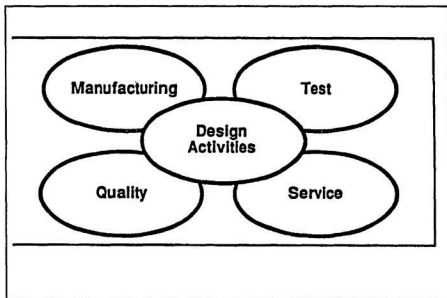 Manufacturing
Test
Design
Activities
Quality
Service